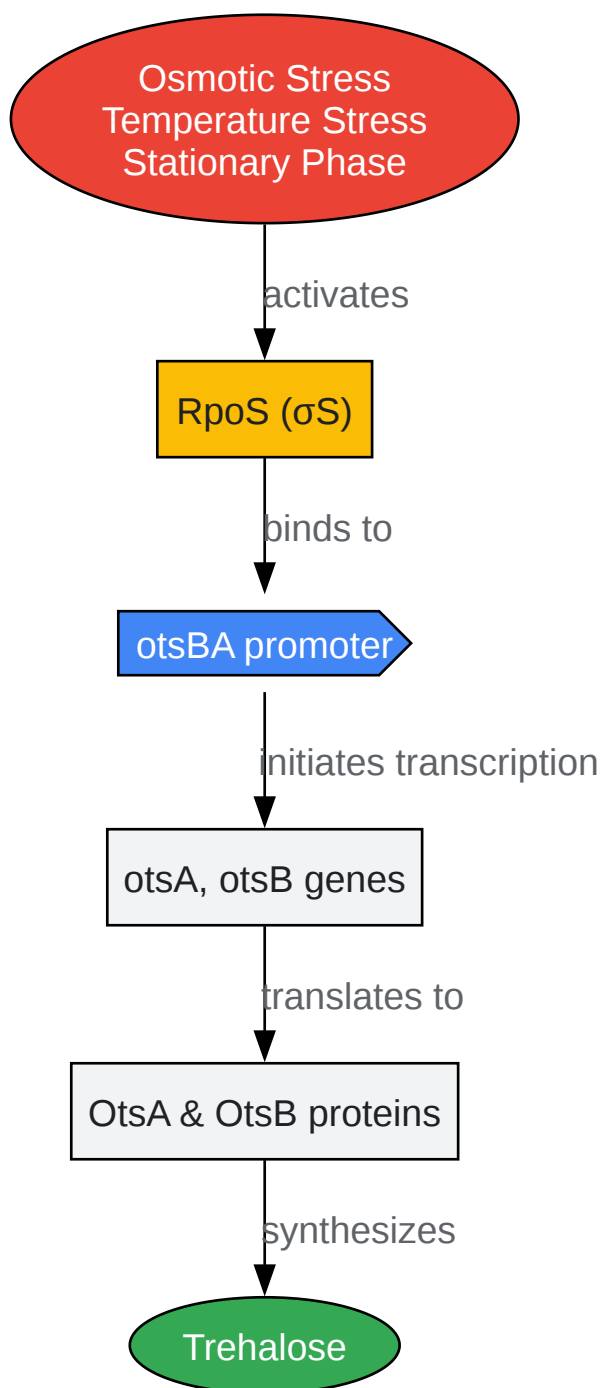 Osmotic Stress
Temperature Stress
Stationary Phase
activates
RpoS (σS)
binds to
otsBA promoter
initiates transcription
otsA, otsB genes
translates to
OtsA & OtsB proteins
synthesizes
Trehalose